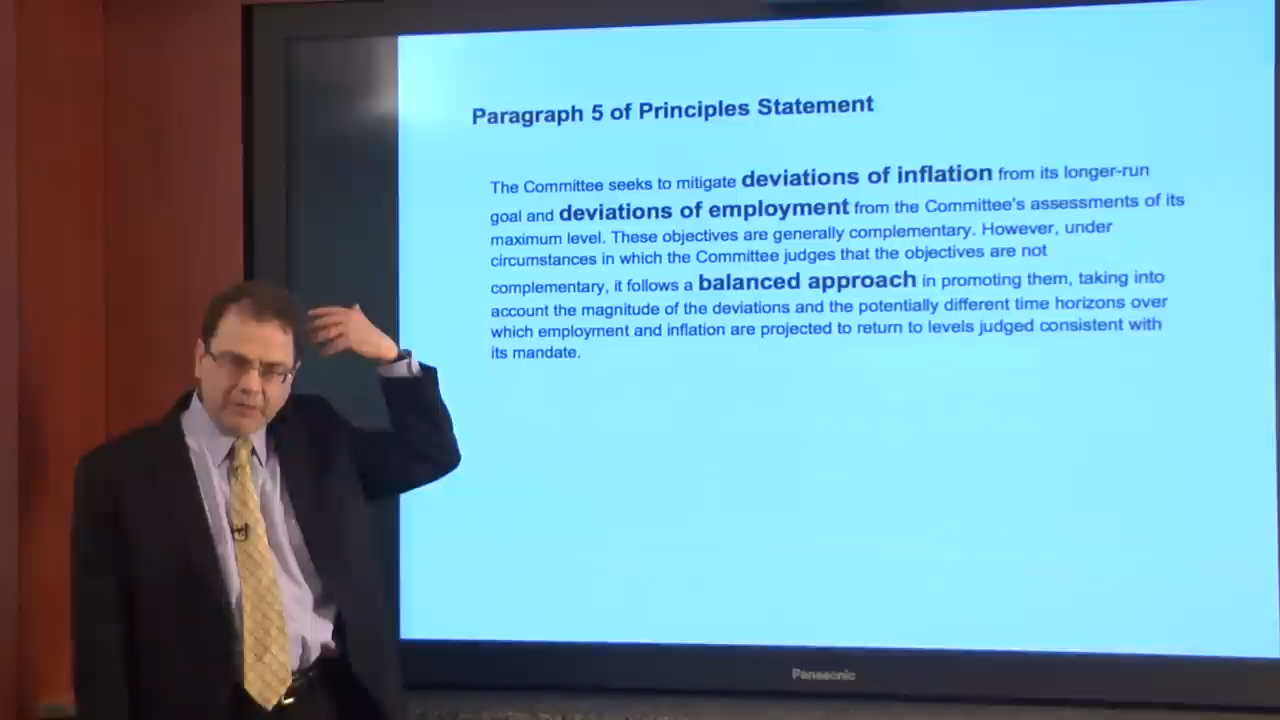 Paragraph 5 of Principles Statement
The Committee seeks to mitigate deviations of inflation from its longer-run
goal and deviations of employment from the Committee's assessments of its
maximum level. These objectives are generally complementary. However, under
circumstances in which the Committee judges that the objectives are not
complementary, it follows a balanced approach in promoting them, taking into
account the magnitude of the deviations and the potentially different time horizons over
which employment and inflation are projected to return to levels judged consistent with
its mandate.
Panasonic